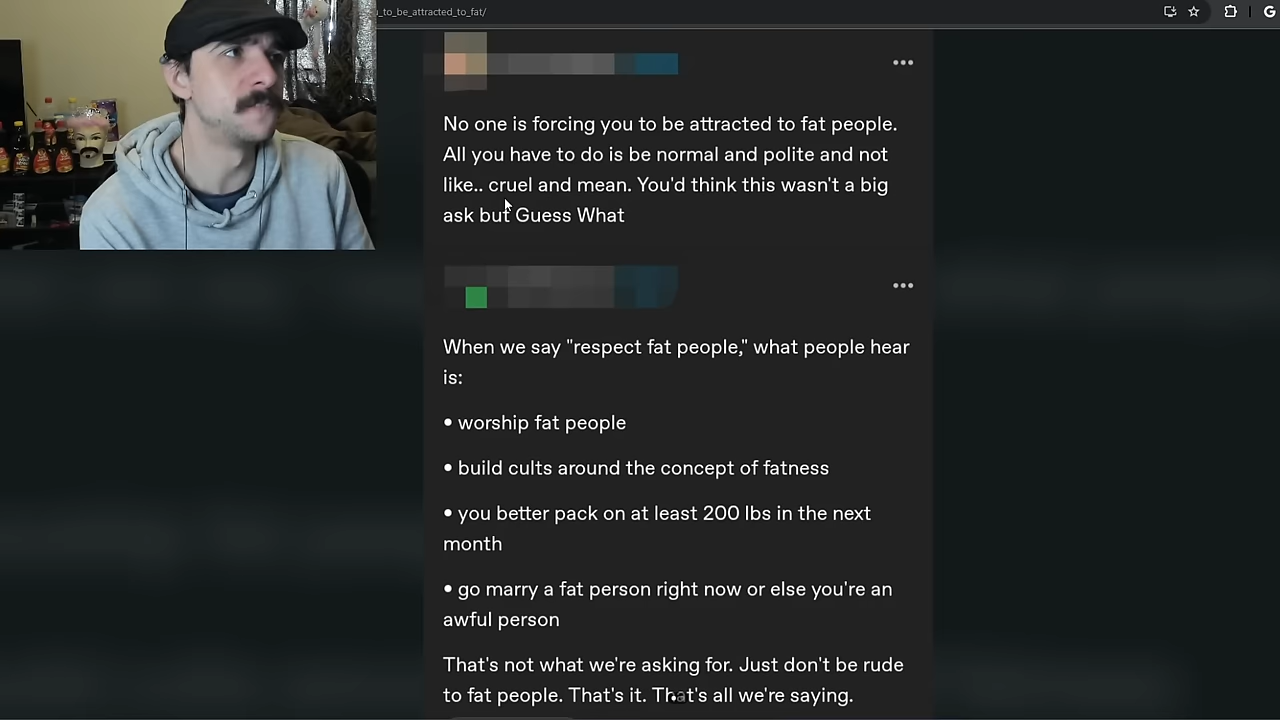 _to_be_attracted_to_fat/
No one is forcing you to be attracted to fat people.
All you have to do is be normal and polite and not
like.. cruel and mean. You'd think this wasn't a big
ask but Guess What
When we say "respect fat people," what people hear
is:
• worship fat people
• build cults around the concept of fatness
• you better pack on at least 200 lbs in the next
month
• go marry a fat person right now or else you're an
awful person
That's not what we're asking for. Just don't be rude
to fat people. That's it. That's all we're saying.